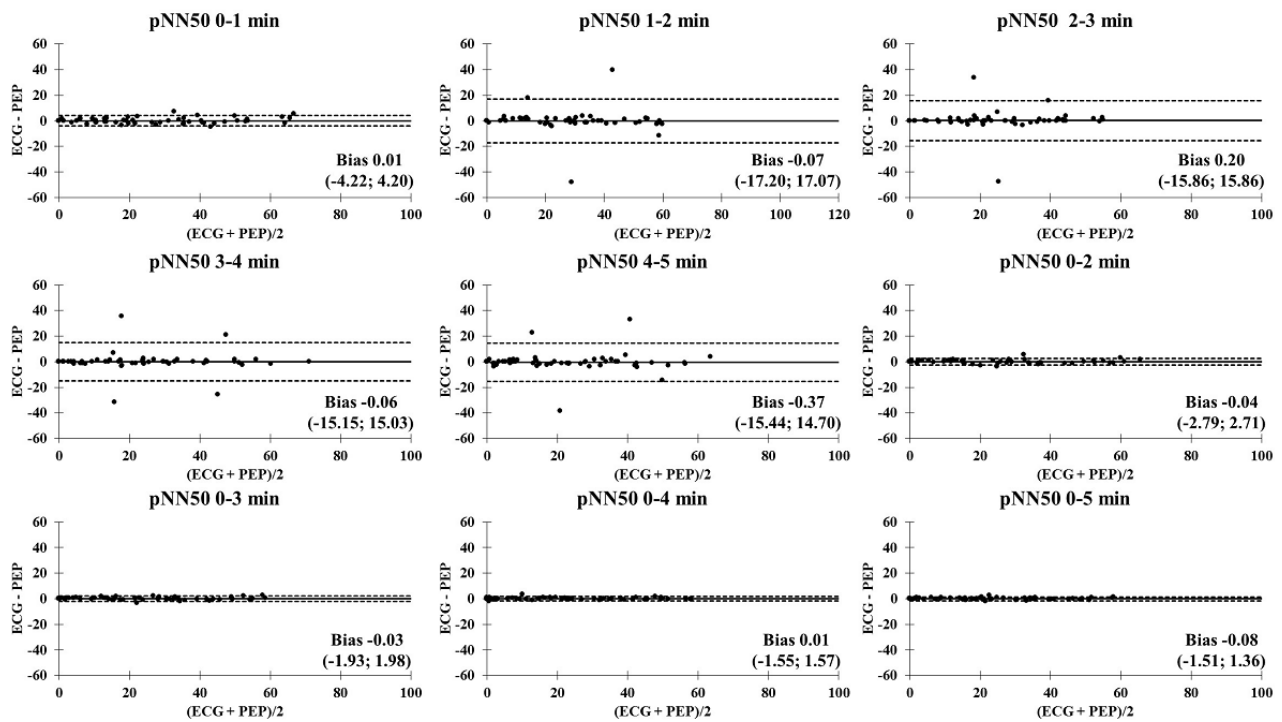 pNN50 0-1 min
60
40
20
0
-20
-40
-60
ECG - PEP
Bias 0.01
(-4.22; 4.20)
0 20 40 60 80 100
(ECG + PEP)/2
pNN50 1-2 min
60
40
20
0
-20
-40
-60
ECG - PEP
Bias -0.07
(-17.20; 17.07)
0 20 40 60 80 100 120
(ECG + PEP)/2
pNN50 2-3 min
60
40
20
0
-20
-40
-60
ECG - PEP
Bias 0.20
(-15.86; 15.86)
0 20 40 60 80 100
(ECG + PEP)/2
pNN50 3-4 min
60
40
20
0
-20
-40
-60
ECG - PEP
Bias -0.06
(-15.15; 15.03)
0 20 40 60 80 100
(ECG + PEP)/2
pNN50 4-5 min
60
40
20
0
-20
-40
-60
ECG - PEP
Bias -0.37
(-15.44; 14.70)
0 20 40 60 80 100
(ECG + PEP)/2
pNN50 0-2 min
60
40
20
0
-20
-40
-60
ECG - PEP
Bias -0.04
(-2.79; 2.71)
0 20 40 60 80 100
(ECG + PEP)/2
pNN50 0-3 min
60
40
20
0
-20
-40
-60
ECG - PEP
Bias -0.03
(-1.93; 1.98)
0 20 40 60 80 100
(ECG + PEP)/2
pNN50 0-4 min
60
40
20
0
-20
-40
-60
ECG - PEP
Bias 0.01
(-1.55; 1.57)
0 20 40 60 80 100
(ECG + PEP)/2
pNN50 0-5 min
60
40
20
0
-20
-40
-60
ECG - PEP
Bias -0.08
(-1.51; 1.36)
0 20 40 60 80 100
(ECG + PEP)/2